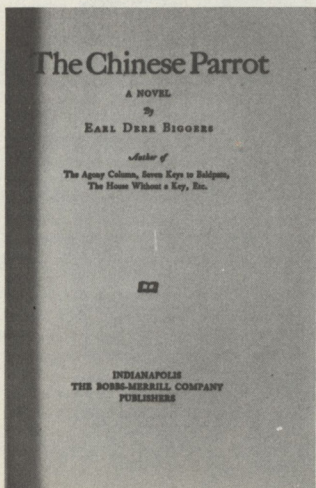 The Chinese Parrot
A NOVEL
By
EARL DERR BIGGERS
Author of
The Agony Column, Seven Keys to Baldpate,
The House Without a Key, Etc.
INDIANAPOLIS
THE BOBBS-MERRILL COMPANY
PUBLISHERS